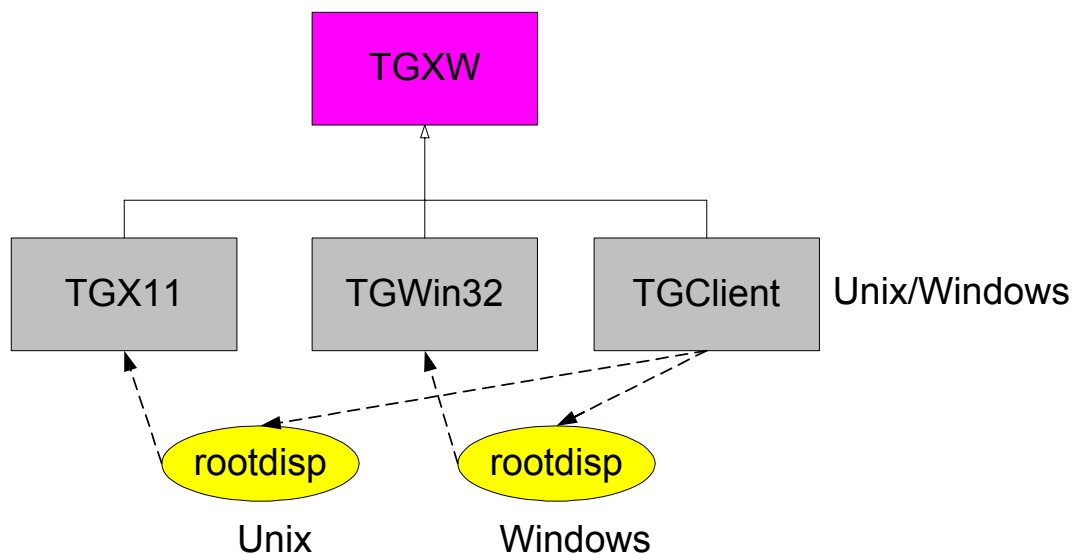 TGXW
TGX11
TGWin32
TGClient
Unix/Windows
rootdisp
rootdisp
Unix
Windows